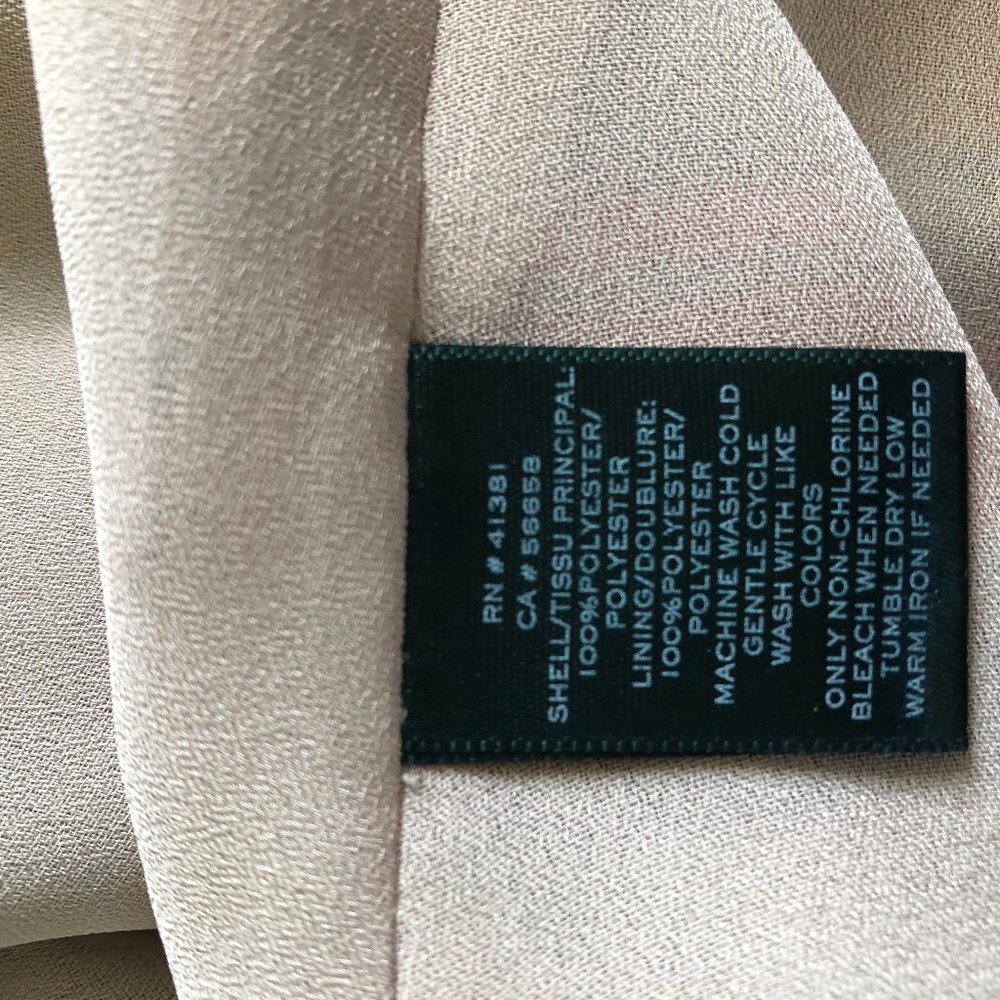 RN # 41381
CA # 56658
SHELL/TISSU PRINCIPAL:
100%POLYESTER/
POLYESTER
LINING/DOUBLURE:
100%POLYESTER/
POLYESTER
MACHINE WASH COLD
GENTLE CYCLE
WASH WITH LIKE
COLORS
ONLY NON-CHLORINE
BLEACH WHEN NEEDED
TUMBLE DRY LOW
WARM IRON IF NEEDED